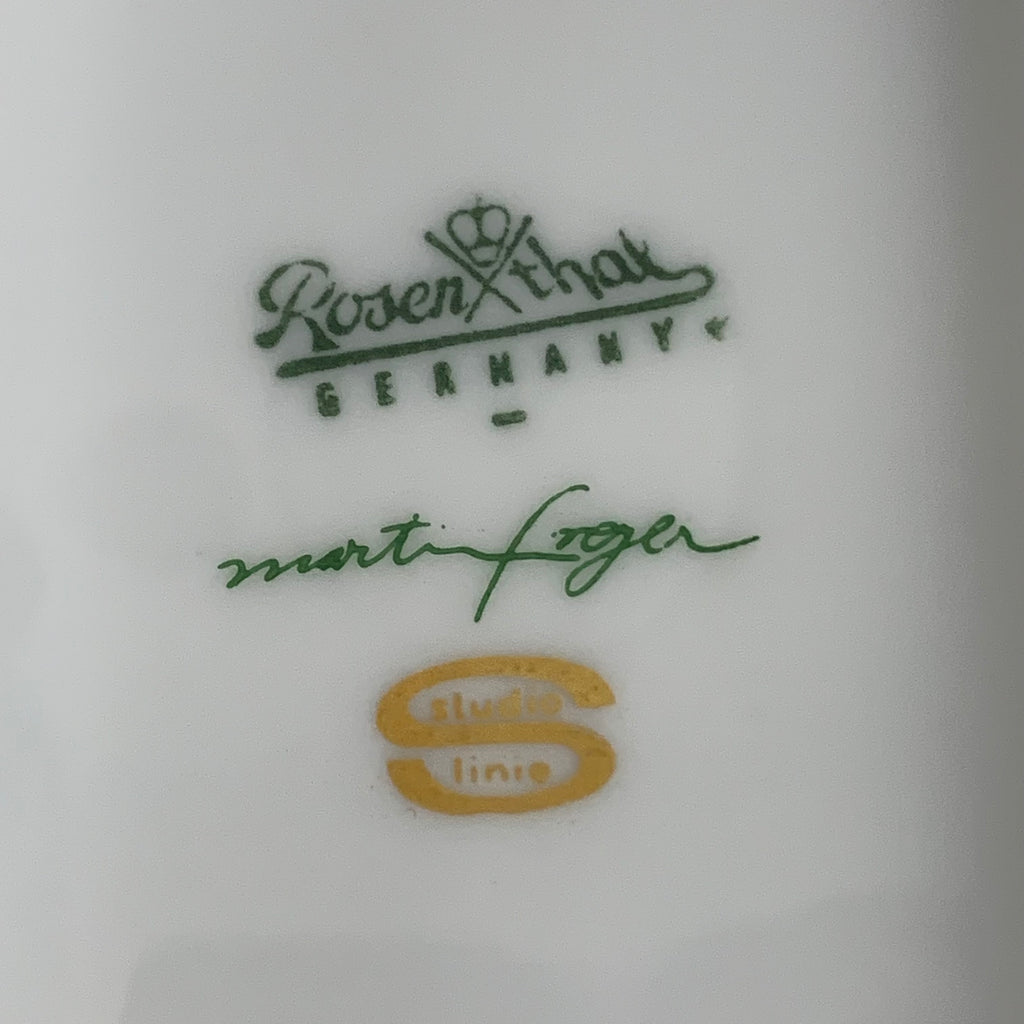 Rosenthal
GERMANY
martin freyer
studio
linie